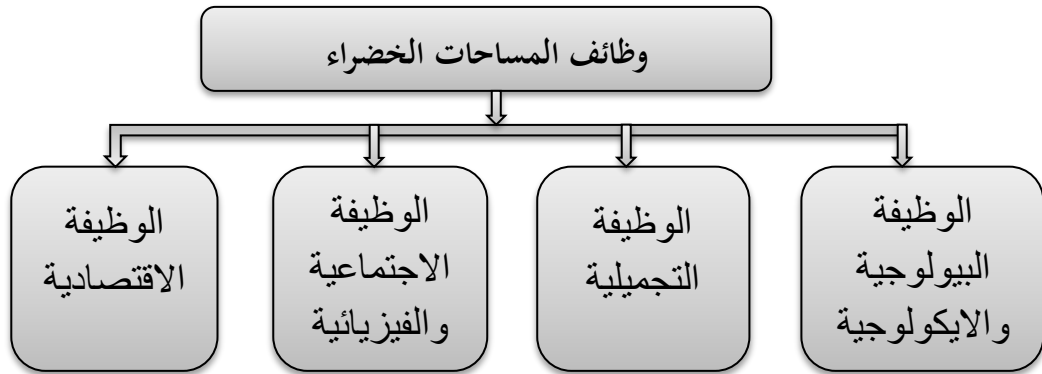 وظائف المساحات الخضراء
الوظيفة
البيولوجية
والايكولوجية
الوظيفة
التجميلية
الوظيفة
الاجتماعية
والفيزيائية
الوظيفة
الاقتصادية